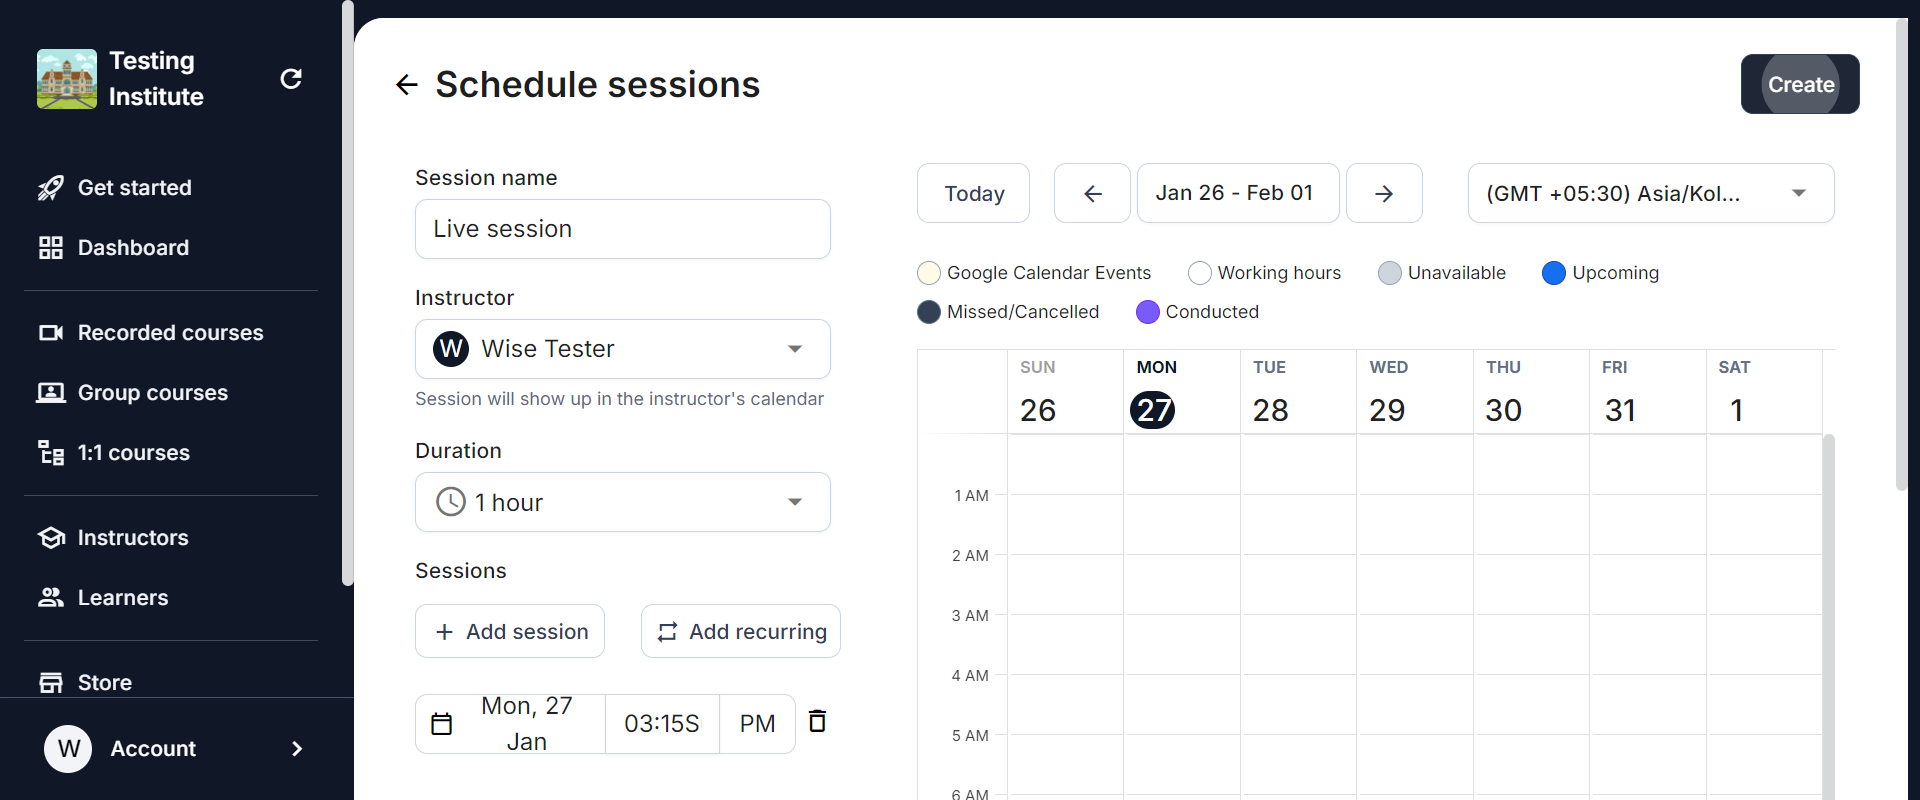 Testing
Institute
Get started
Dashboard
Recorded courses
Group courses
1:1 courses
Instructors
Learners
Store
W
Account
Schedule sessions
Create
Session name
Live session
Instructor
W
Wise Tester
Session will show up in the instructor's calendar
Duration
1 hour
Sessions
Add session
Add recurring
Mon, 27
Jan
03:15S
PM
Today
Jan 26 - Feb 01
(GMT +05:30) Asia/Kol...
Google Calendar Events
Working hours
Unavailable
Upcoming
Missed/Cancelled
Conducted
SUN
MON
TUE
WED
THU
FRI
SAT
26
27
28
29
30
31
1
1 AM
2 AM
3 AM
4 AM
5 AM
6 AM